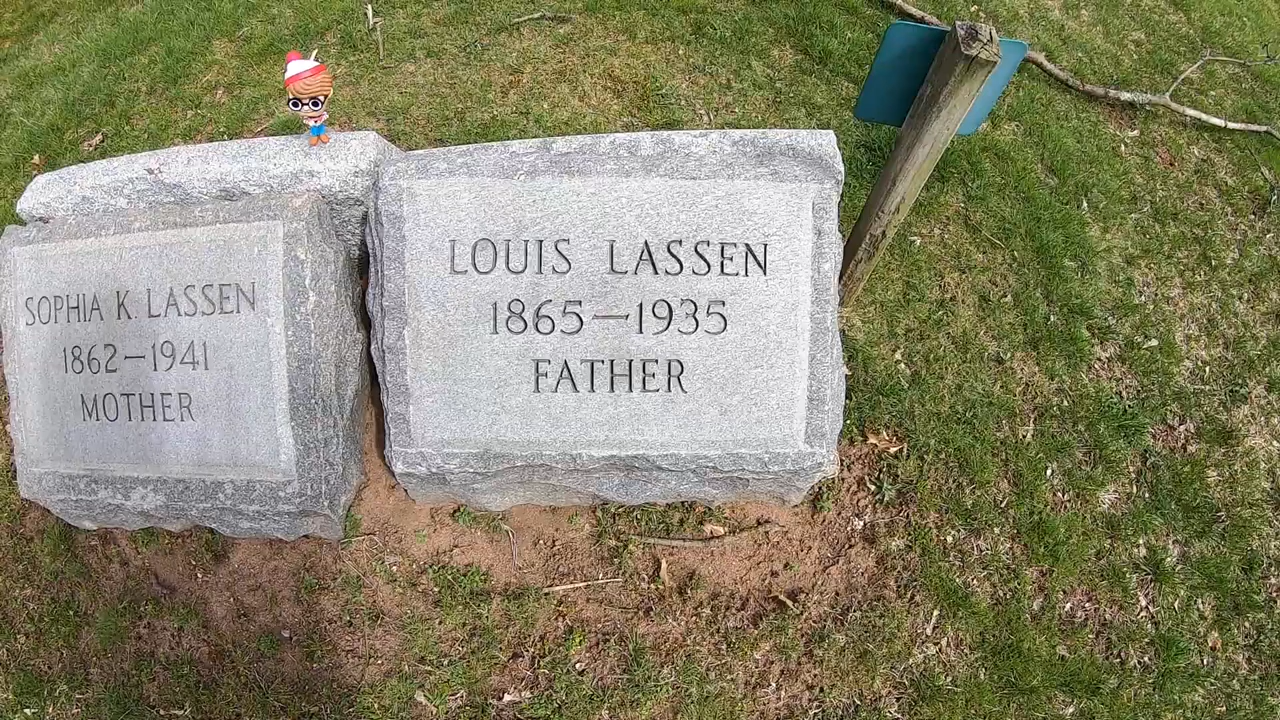 SOPHIA K. LASSEN
1862–1941
MOTHER
LOUIS LASSEN
1865–1935
FATHER